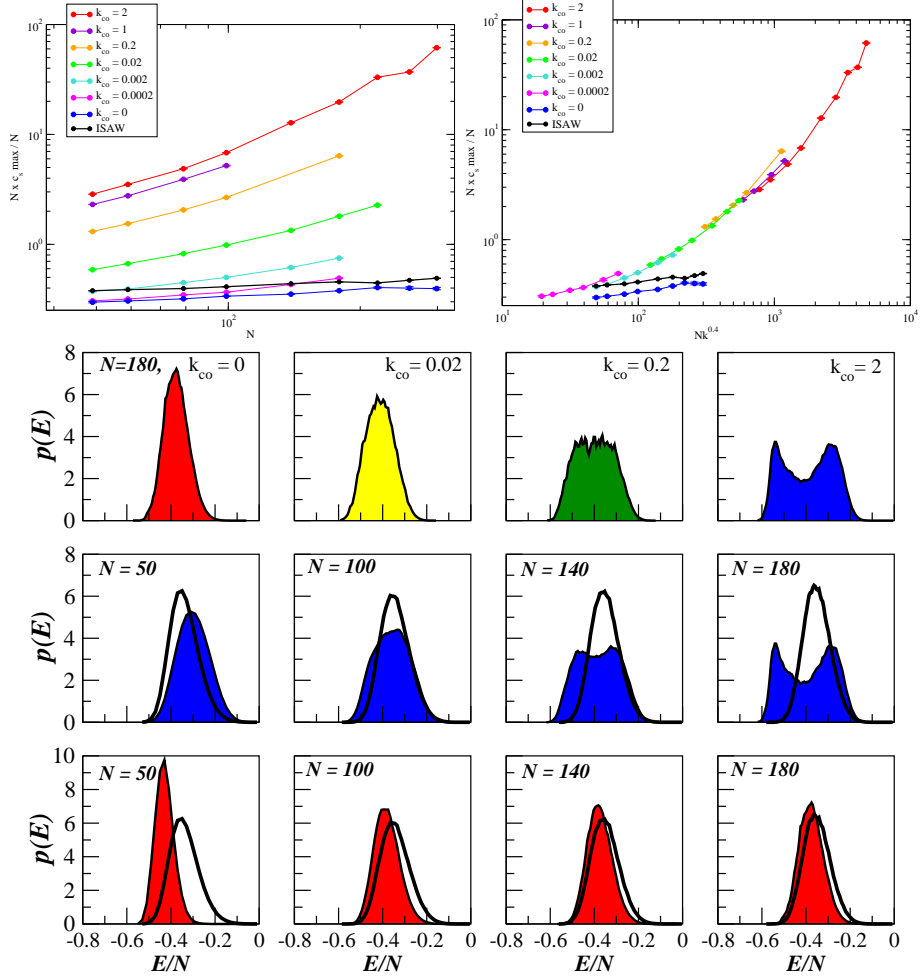 k_co = 2
k_co = 1
k_co = 0.2
k_co = 0.02
k_co = 0.002
k_co = 0.0002
k_co = 0
ISAW
N x c_s max / N
10^2
10^1
10^0
10^2
N
k_co = 2
k_co = 1
k_co = 0.2
k_co = 0.02
k_co = 0.002
k_co = 0.0002
k_co = 0
ISAW
N x c_s max / N
10^2
10^1
10^0
10^1 10^2 10^3 10^4
Nk^0.4
p(E)
8
6
4
2
0
N=180, k_co = 0
k_co = 0.02
k_co = 0.2
k_co = 2
p(E)
8
6
4
2
0
N = 50
N = 100
N = 140
N = 180
p(E)
10
8
6
4
2
0
N = 50
N = 100
N = 140
N = 180
-0.8 -0.6 -0.4 -0.2 0
-0.8 -0.6 -0.4 -0.2 0
-0.8 -0.6 -0.4 -0.2 0
-0.8 -0.6 -0.4 -0.2 0
E/N
E/N
E/N
E/N